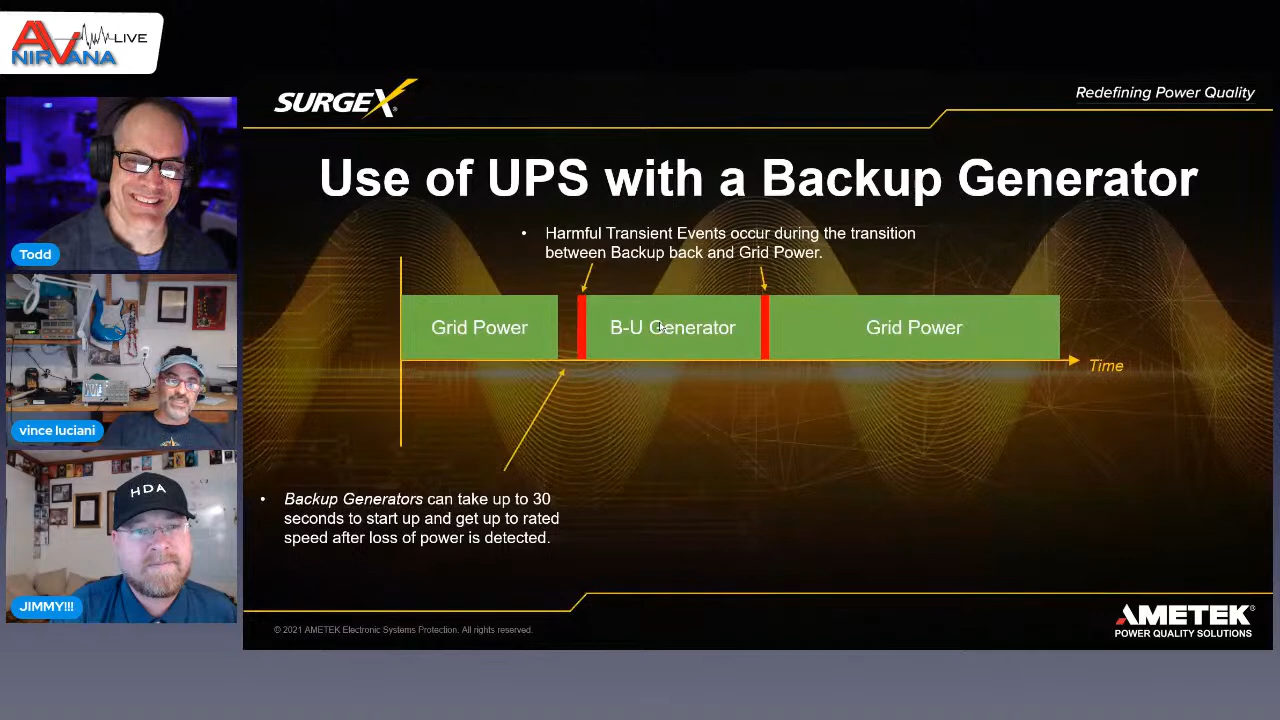 AV LIVE
NIRVANA
SURGEX®
Redefining Power Quality
Use of UPS with a Backup Generator
• Harmful Transient Events occur during the transition
between Backup back and Grid Power.
Grid Power
B-U Generator
Grid Power
Time
• Backup Generators can take up to 30
seconds to start up and get up to rated
speed after loss of power is detected.
Todd
vince luciani
HDA
JIMMY!!!
© 2021 AMETEK Electronic Systems Protection. All rights reserved.
AMETEK®
POWER QUALITY SOLUTIONS